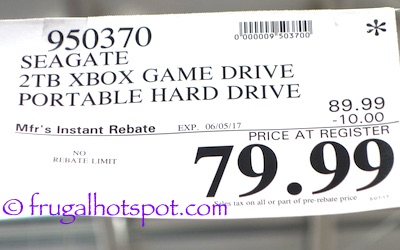 950370
0000009503700
*
SEAGATE
2TB XBOX GAME DRIVE
PORTABLE HARD DRIVE
89.99
-10.00
Mfr's Instant Rebate EXP. 06/05/17
PRICE AT REGISTER
NO
REBATE LIMIT
79.99
Sales tax on all or part of pre-rebate price
© frugalhotspot.com